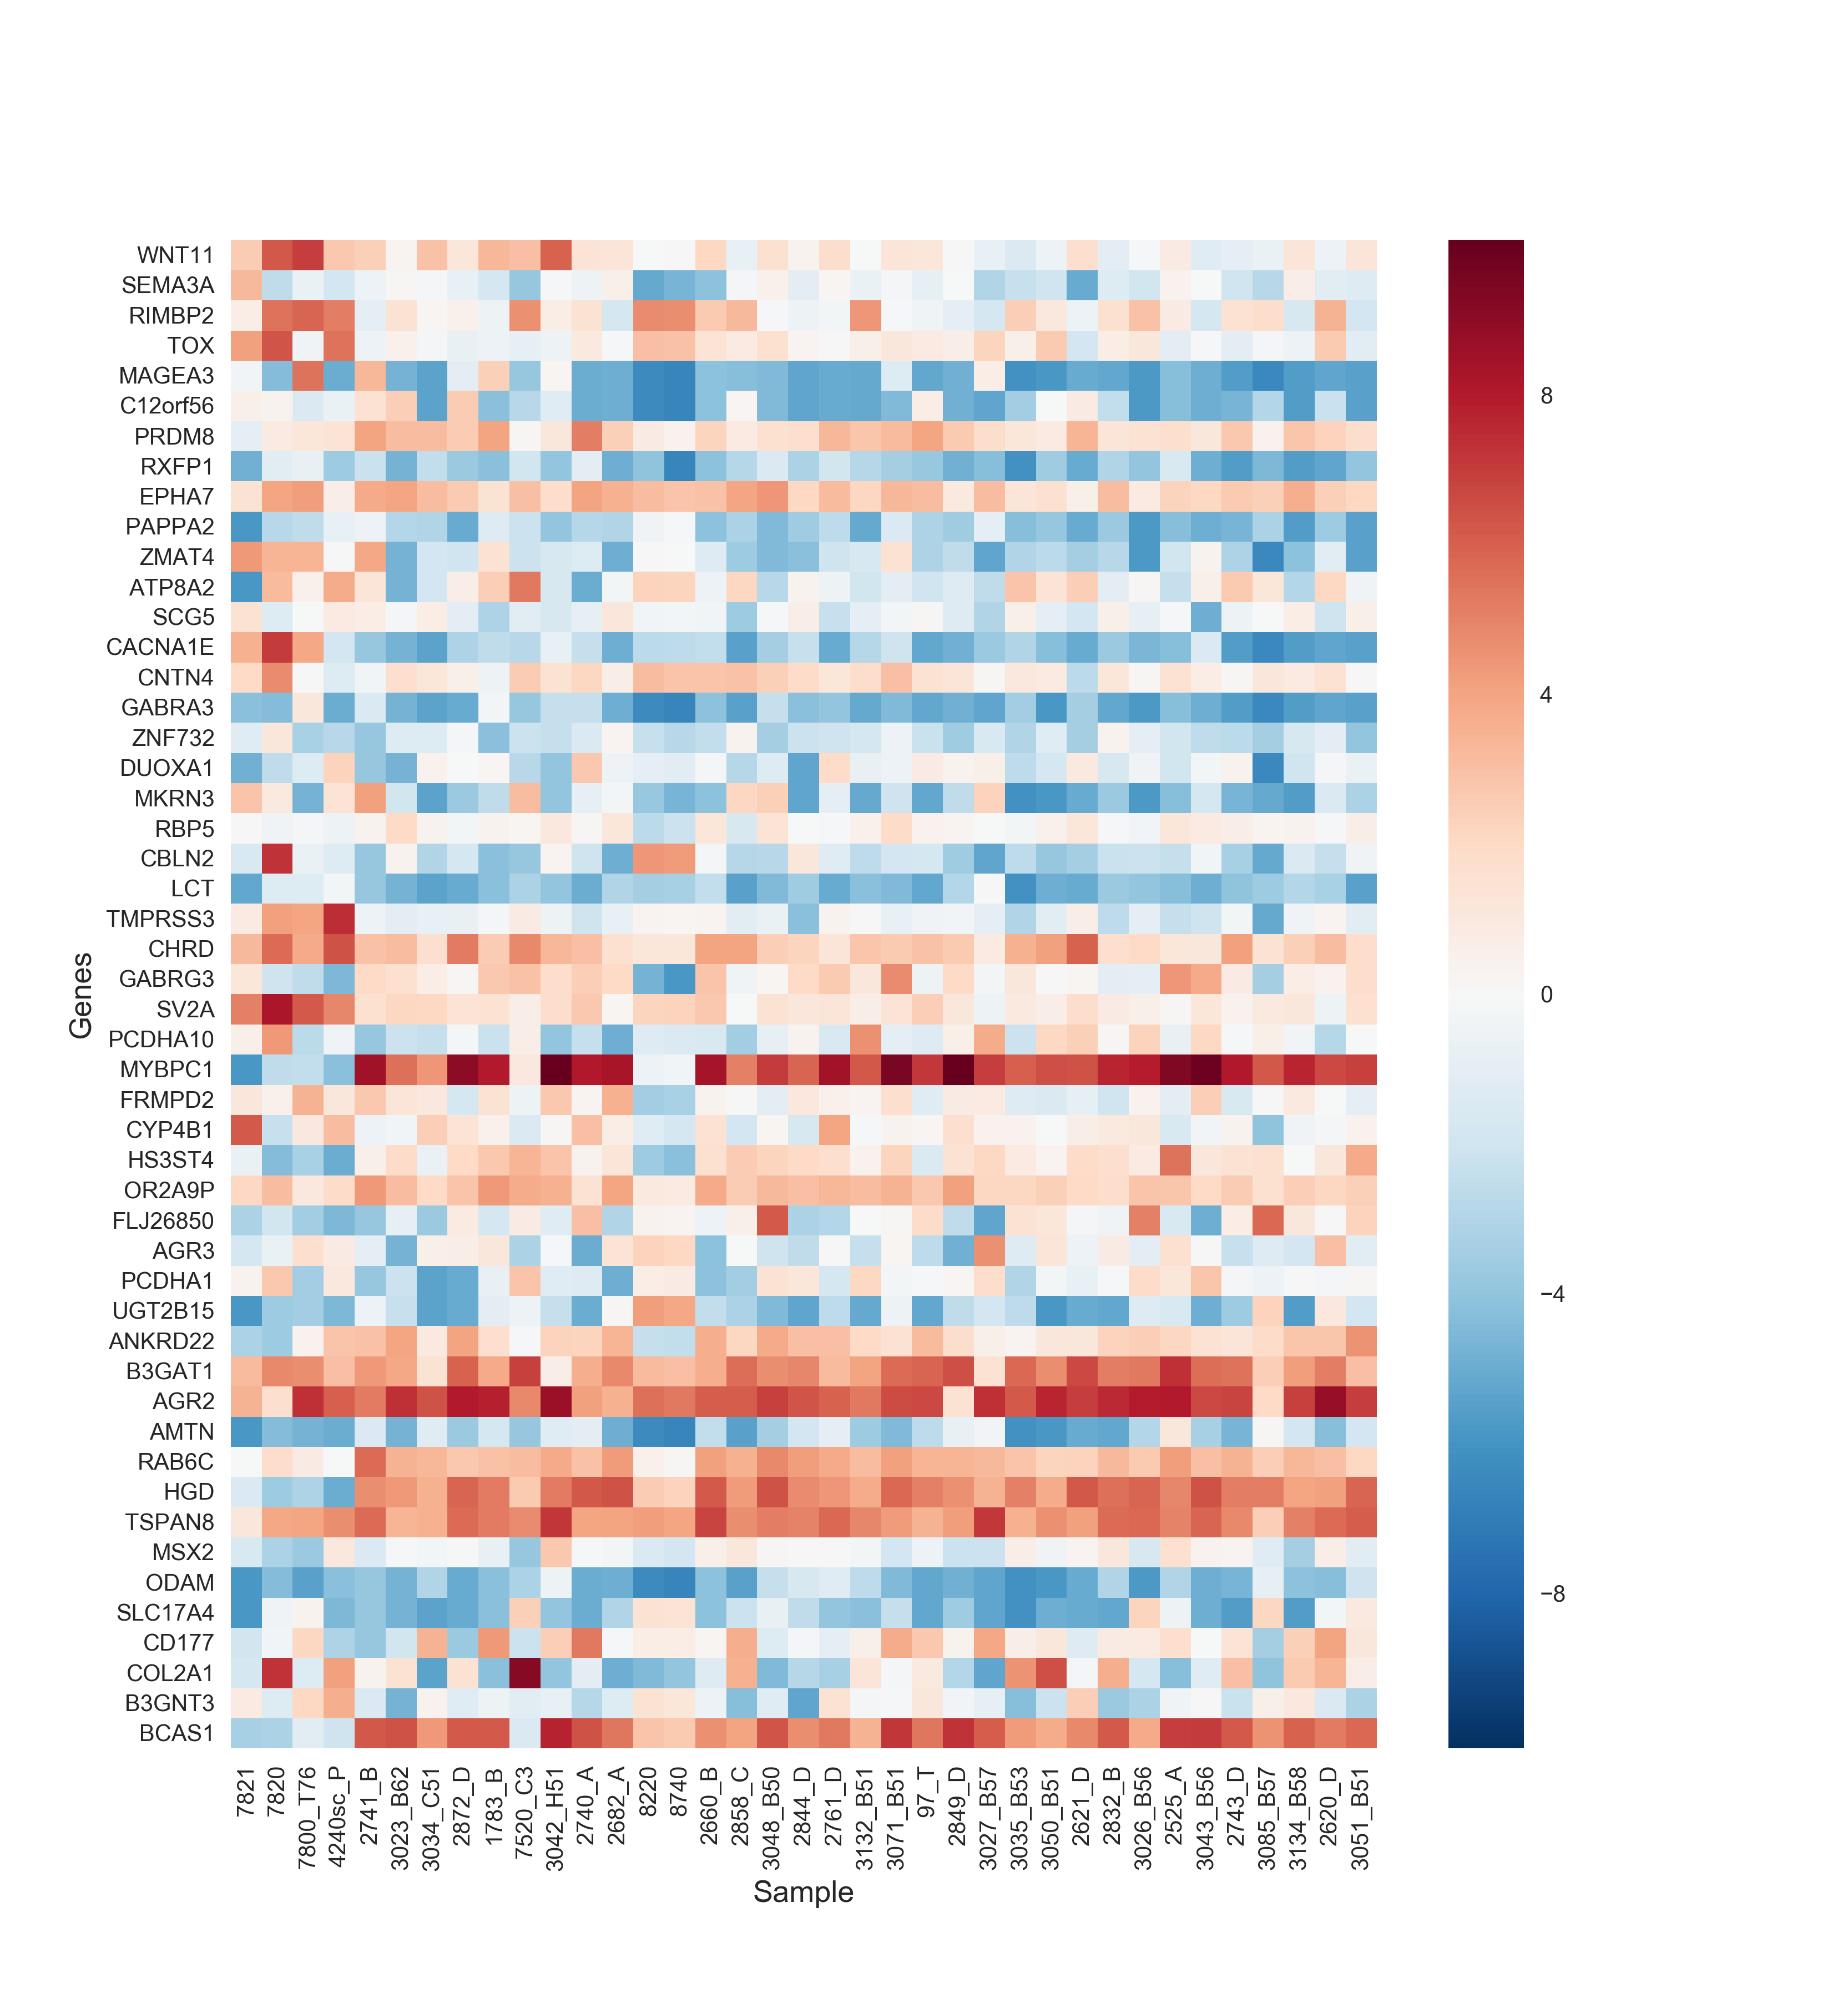 WNT11
SEMA3A
RIMBP2
TOX
MAGEA3
C12orf56
PRDM8
RXFP1
EPHA7
PAPPA2
ZMAT4
ATP8A2
SCG5
CACNA1E
CNTN4
GABRA3
ZNF732
DUOXA1
MKRN3
RBP5
CBLN2
LCT
TMPRSS3
CHRD
GABRG3
SV2A
PCDHA10
MYBPC1
FRMPD2
CYP4B1
HS3ST4
OR2A9P
FLJ26850
AGR3
PCDHA1
UGT2B15
ANKRD22
B3GAT1
AGR2
AMTN
RAB6C
HGD
TSPAN8
MSX2
ODAM
SLC17A4
CD177
COL2A1
B3GNT3
BCAS1
Genes
7821
7820
7800_T76
4240sc_P
2741_B
3023_B62
3034_C51
2872_D
1783_B
7520_C3
3042_H51
2740_A
2682_A
8220
8740
2660_B
2858_C
3048_B50
2844_D
2761_D
3132_B51
3071_B51
97_T
2849_D
3027_B57
3035_B53
3050_B51
2621_D
2832_B
3026_B56
2525_A
3043_B56
2743_D
3085_B57
3134_B58
2620_D
3051_B51
Sample
8
4
0
−4
−8